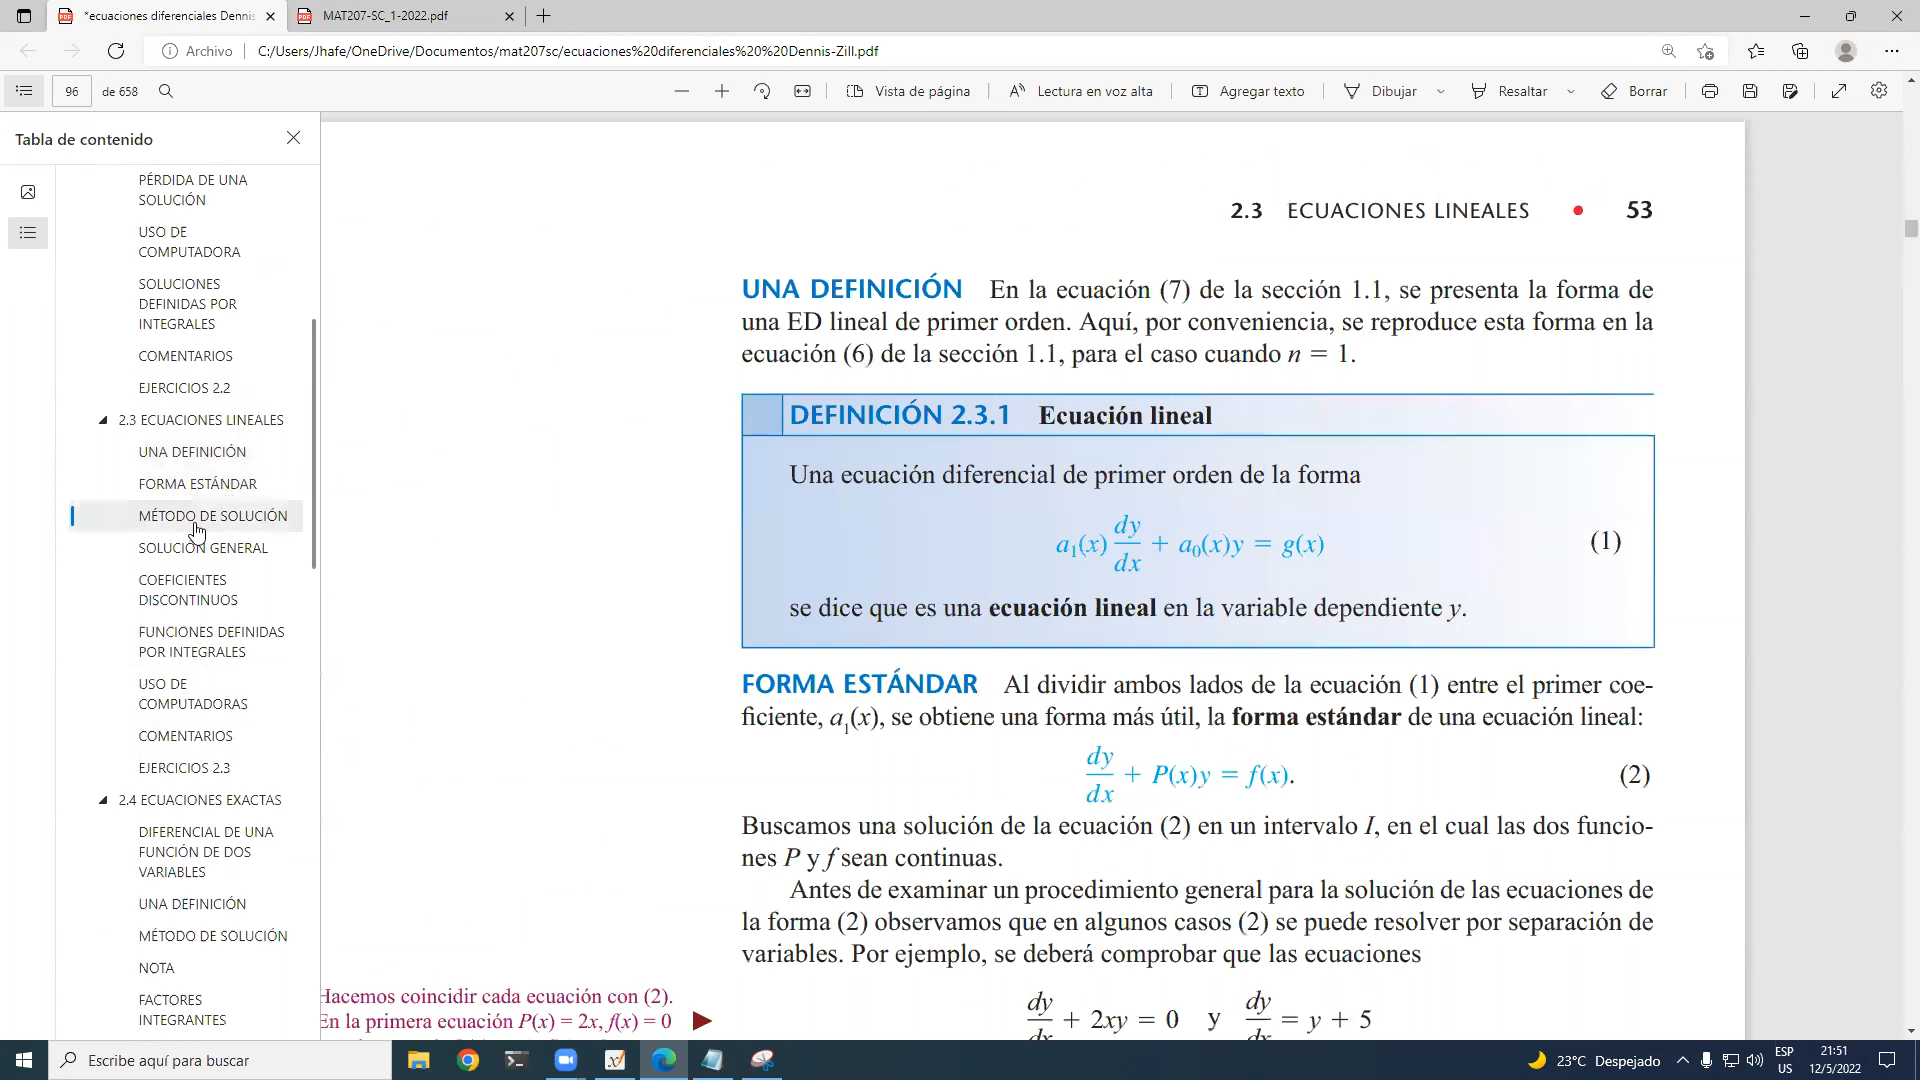 *ecuaciones diferenciales Dennis
MAT207-SC_1-2022.pdf
Archivo
C:/Users/Jhafe/OneDrive/Documentos/mat207sc/ecuaciones%20diferenciales%20%20Dennis-Zill.pdf
96 de 658
Vista de página
Lectura en voz alta
Agregar texto
Dibujar
Resaltar
Borrar
Tabla de contenido
PÉRDIDA DE UNA
SOLUCIÓN
USO DE
COMPUTADORA
SOLUCIONES
DEFINIDAS POR
INTEGRALES
COMENTARIOS
EJERCICIOS 2.2
2.3 ECUACIONES LINEALES
UNA DEFINICIÓN
FORMA ESTÁNDAR
MÉTODO DE SOLUCIÓN
SOLUCIÓN GENERAL
COEFICIENTES
DISCONTINUOS
FUNCIONES DEFINIDAS
POR INTEGRALES
USO DE
COMPUTADORAS
COMENTARIOS
EJERCICIOS 2.3
2.4 ECUACIONES EXACTAS
DIFERENCIAL DE UNA
FUNCIÓN DE DOS
VARIABLES
UNA DEFINICIÓN
MÉTODO DE SOLUCIÓN
NOTA
FACTORES
INTEGRANTES
2.3 ECUACIONES LINEALES • 53
UNA DEFINICIÓN En la ecuación (7) de la sección 1.1, se presenta la forma de
una ED lineal de primer orden. Aquí, por conveniencia, se reproduce esta forma en la
ecuación (6) de la sección 1.1, para el caso cuando n = 1.
DEFINICIÓN 2.3.1 Ecuación lineal
Una ecuación diferencial de primer orden de la forma
a₁(x) dy/dx + a₀(x)y = g(x) (1)
se dice que es una ecuación lineal en la variable dependiente y.
FORMA ESTÁNDAR Al dividir ambos lados de la ecuación (1) entre el primer coe-
ficiente, a₁(x), se obtiene una forma más útil, la forma estándar de una ecuación lineal:
dy/dx + P(x)y = f(x). (2)
Buscamos una solución de la ecuación (2) en un intervalo I, en el cual las dos funcio-
nes P y f sean continuas.
Antes de examinar un procedimiento general para la solución de las ecuaciones de
la forma (2) observamos que en algunos casos (2) se puede resolver por separación de
variables. Por ejemplo, se deberá comprobar que las ecuaciones
Hacemos coincidir cada ecuación con (2).
En la primera ecuación P(x) = 2x, f(x) = 0
dy/dx + 2xy = 0 y dy/dx = y + 5
Escribe aquí para buscar
23°C Despejado
ESP
US
21:51
12/5/2022